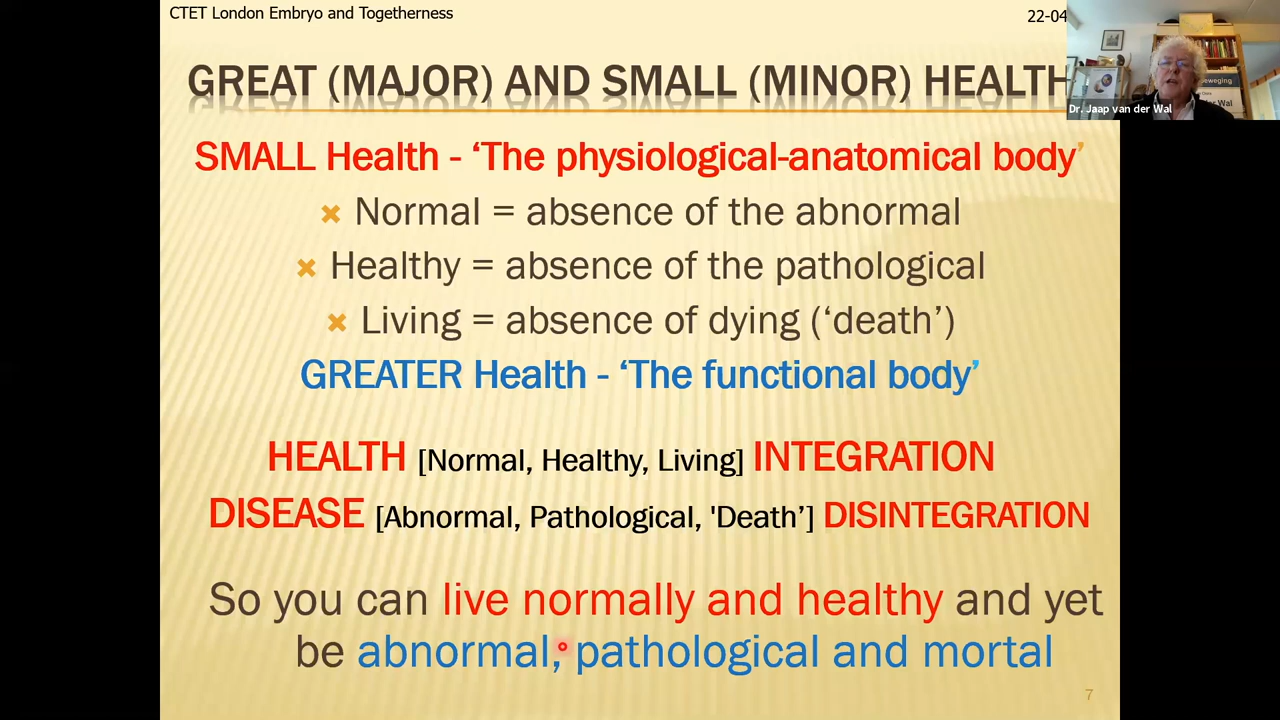 CTET London Embryo and Togetherness
22-04
GREAT (MAJOR) AND SMALL (MINOR) HEALTH
Dr. Jaap van der Wal
SMALL Health - ‘The physiological-anatomical body’
Normal = absence of the abnormal
Healthy = absence of the pathological
Living = absence of dying (‘death’)
GREATER Health - ‘The functional body’
HEALTH [Normal, Healthy, Living] INTEGRATION
DISEASE [Abnormal, Pathological, 'Death’] DISINTEGRATION
So you can live normally and healthy and yet
be abnormal, pathological and mortal
7